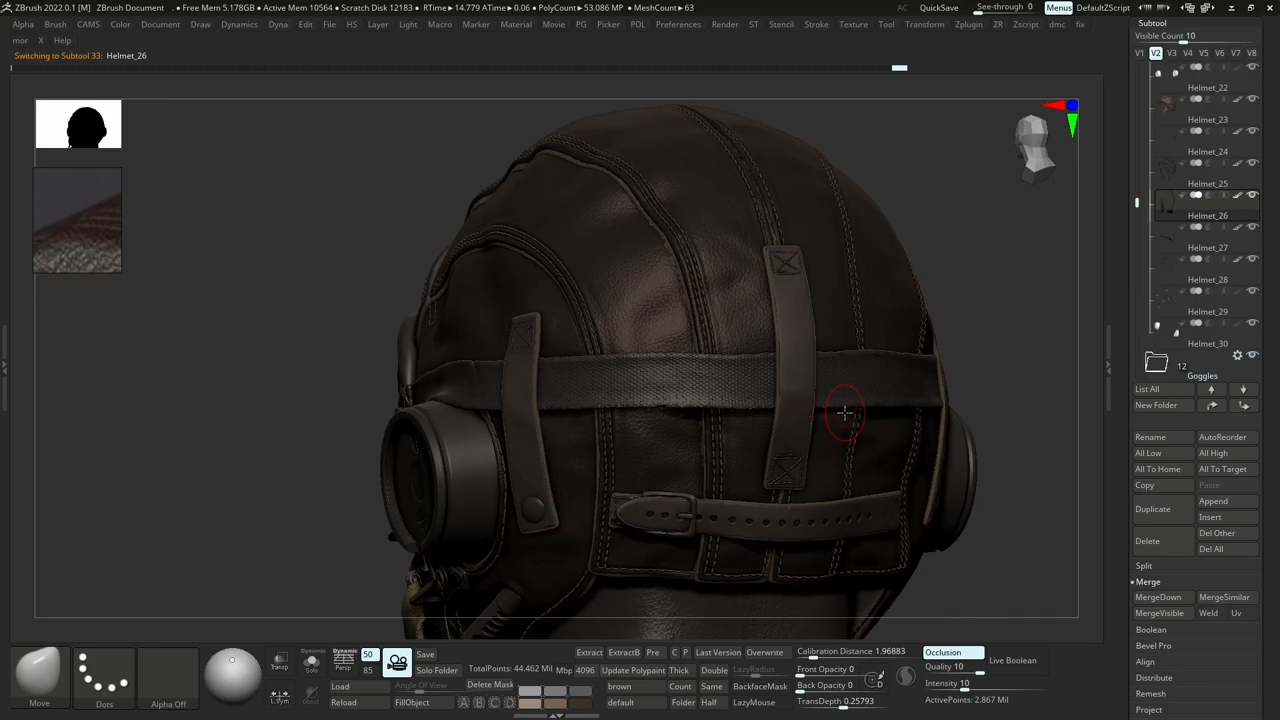 ZBrush 2022.0.1 [M] ZBrush Document . ● Free Mem 5.178GB ● Active Mem 10564 ● Scratch Disk 12183 ● RTime▸14.779 ATime▸0.06 ● PolyCount▸53.086 MP ● MeshCount▸63 AC QuickSave See-through 0 Menus DefaultZScript
Alpha Brush CAMS Color Document Draw Dynamics Dyna Edit File HS Import Layer Light Macro Marker Material Movie PG Picker POL Preferences Render ST Stencil Stroke Texture Tool Transform Zplugin ZR Zscript dmc fix
mor X Help
Switching to Subtool 33: Helmet_26
Subtool
Visible Count 10
V1 V2 V3 V4 V5 V6 V7 V8
Helmet_22
Helmet_23
Helmet_24
Helmet_25
Helmet_26
Helmet_27
Helmet_28
Helmet_29
Helmet_30
12
Goggles
List All
New Folder
Rename AutoReorder
All Low All High
All To Home All To Target
Copy Paste
Duplicate Append
Insert
Delete Del Other
Del All
Split
Merge
MergeDown MergeSimilar
MergeVisible Weld Uv
Boolean
Bevel Pro
Align
Distribute
Remesh
Project
Move
Dots
Alpha Off
Transp
L.fym
Dynamic
Solo
Ghost
Dynamic
Persp
50
85
Save
Solo Folder
Load Angle Of View
Reload FillObject
TotalPoints: 44.462 Mil
Delete Mask
A B C D
Extract ExtractB Pre C P Last Version Overwrite
Mbp 4096 Update Polypaint Thick Double LazyRadius
brown Count Same BackfaceMask
default Folder Half LazyMouse
Calibration Distance 1.96883
Front Opacity 0
Back Opacity 0
TransDepth 0.25793
D
Occlusion
Quality 10
Intensity 10
ActivePoints: 2.867 Mil
Live Boolean